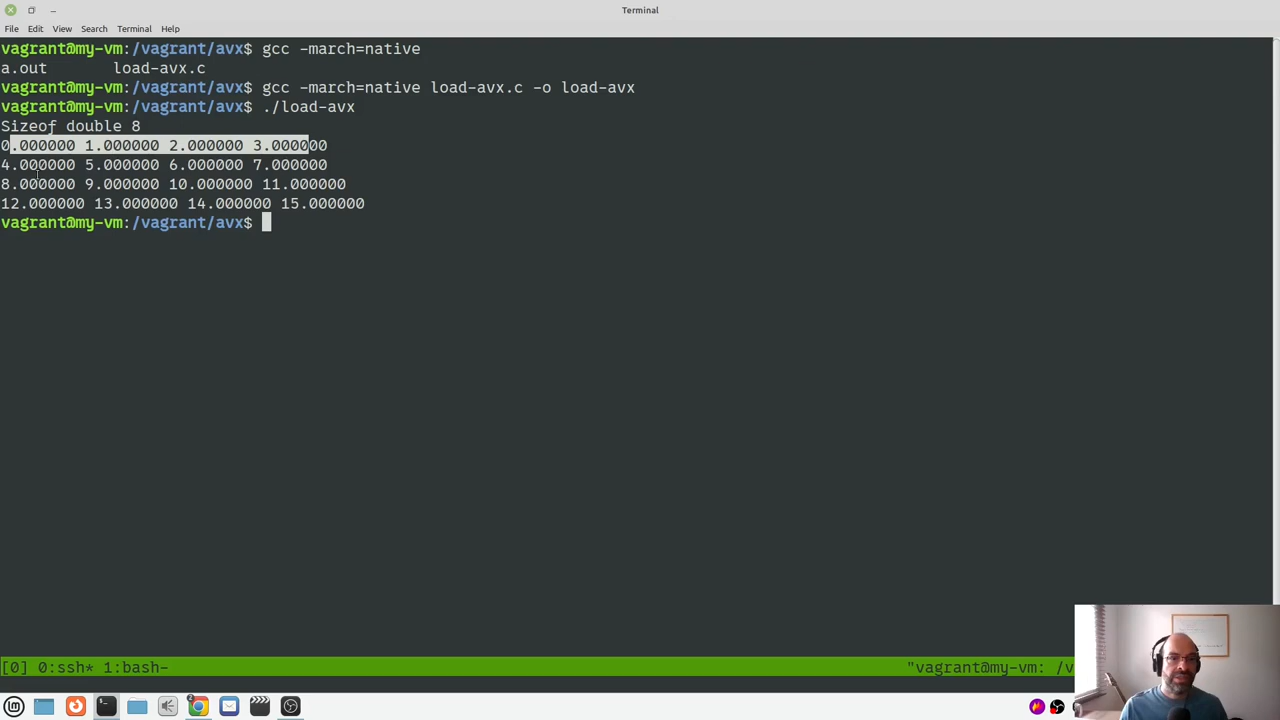 Terminal
File Edit View Search Terminal Help
vagrant@my-vm:/vagrant/avx$ gcc -march=native
a.out load-avx.c
vagrant@my-vm:/vagrant/avx$ gcc -march=native load-avx.c -o load-avx
vagrant@my-vm:/vagrant/avx$ ./load-avx
Sizeof double 8
0.000000 1.000000 2.000000 3.000000
4.000000 5.000000 6.000000 7.000000
8.000000 9.000000 10.000000 11.000000
12.000000 13.000000 14.000000 15.000000
vagrant@my-vm:/vagrant/avx$
[0] 0:ssh* 1:bash- "vagrant@my-vm: /v
2